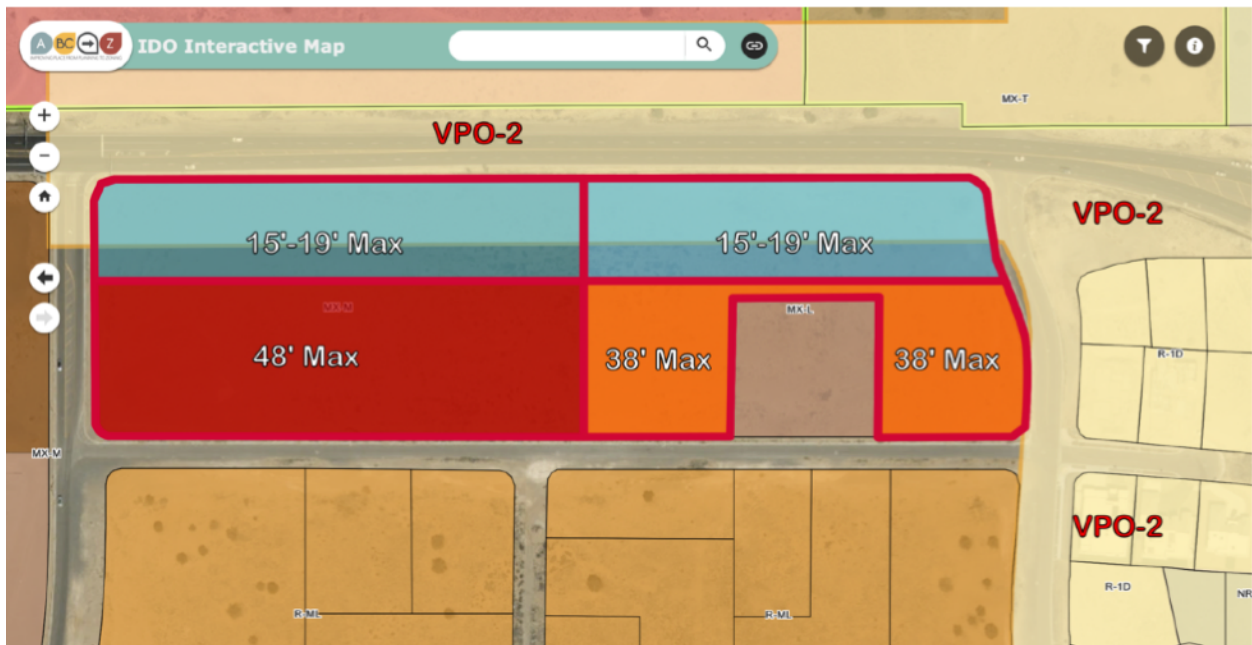 A BC Z IDO Interactive Map
MX-T
VPO-2
VPO-2
15'-19' Max
15'-19' Max
MX-M
MX-L
48' Max
38' Max
38' Max
R-1D
MX-M
VPO-2
R-1D
NR
R-ML
R-ML